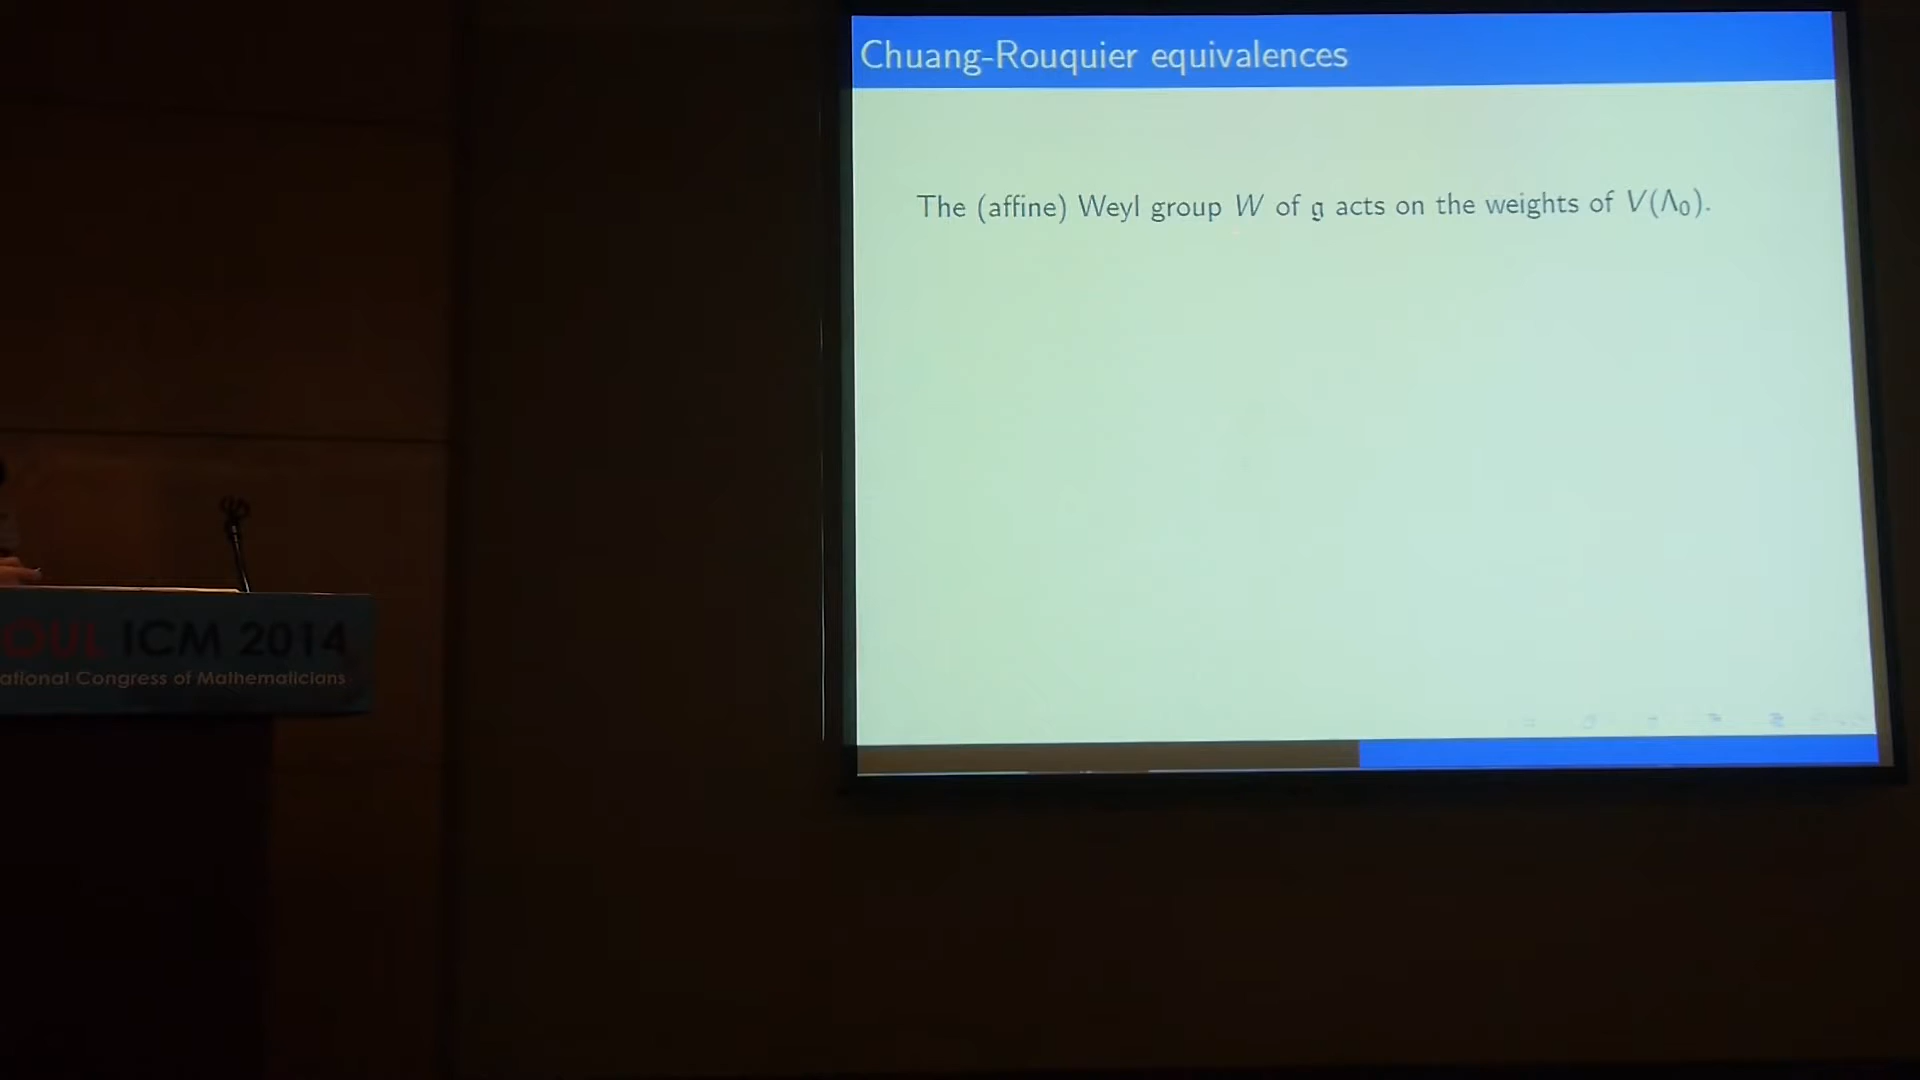 Chuang-Rouquier equivalences
The (affine) Weyl group W of 𝔤 acts on the weights of V(Λ₀).
OUL ICM 2014
ational Congress of Mathematicians